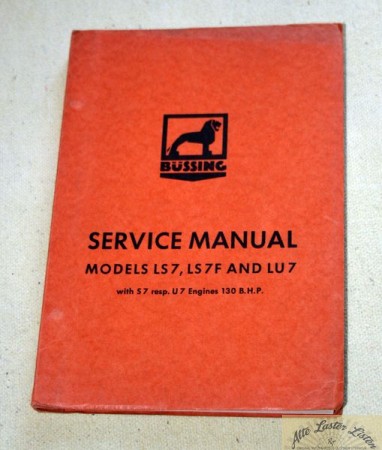 BÜSSING
SERVICE MANUAL
MODELS LS7, LS7F AND LU7
with S7 resp. U7 Engines 130 B.H.P.
Alte Laster Listen